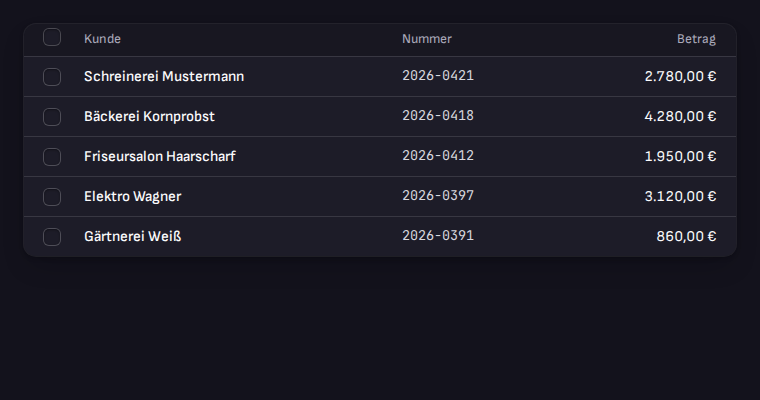 Kunde Nummer Betrag
Schreinerei Mustermann 2026-0421 2.780,00 €
Bäckerei Kornprobst 2026-0418 4.280,00 €
Friseursalon Haarscharf 2026-0412 1.950,00 €
Elektro Wagner 2026-0397 3.120,00 €
Gärtnerei Weiß 2026-0391 860,00 €